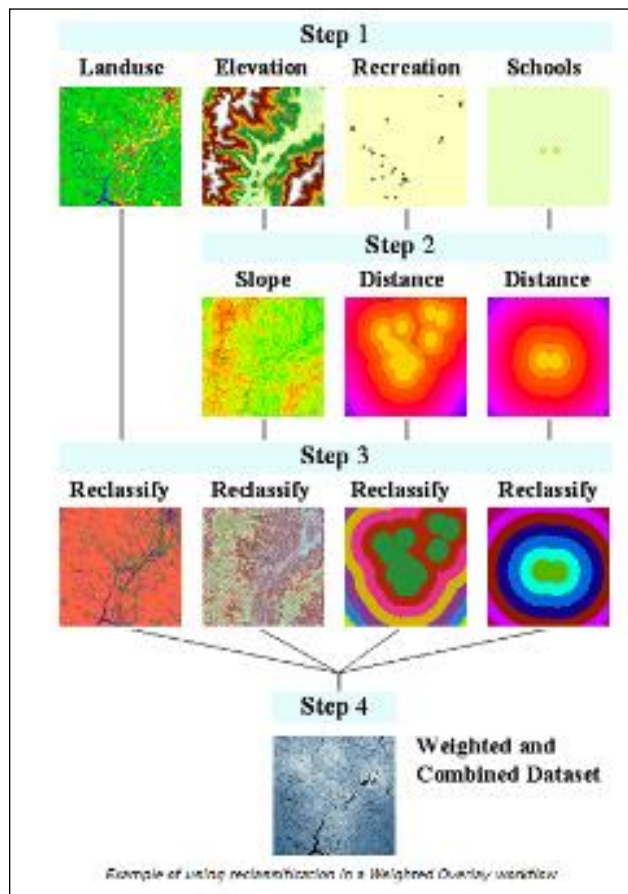 Step 1
Landuse Elevation Recreation Schools
Step 2
Slope Distance Distance
Step 3
Reclassify Reclassify Reclassify Reclassify
Step 4
Weighted and
Combined Dataset
Example of using reclassification in a Weighted Overlay workflow